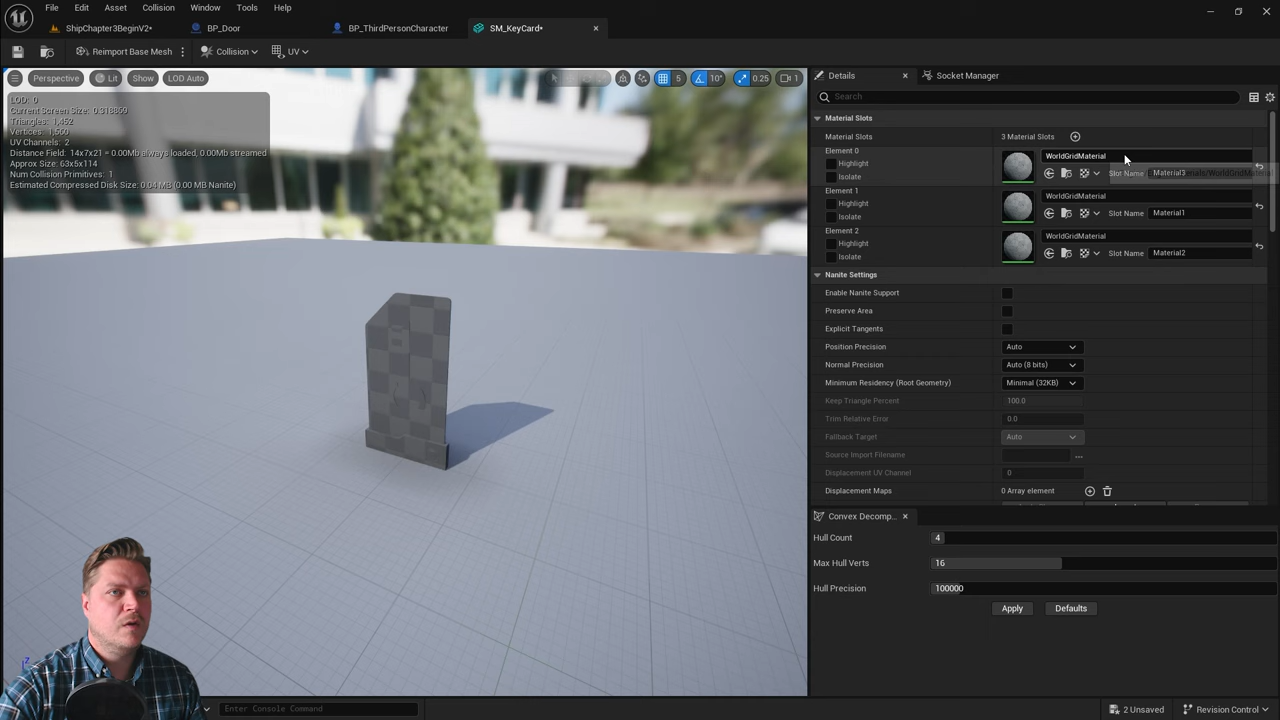 File Edit Asset Collision Window Tools Help
ShipChapter3BeginV2* BP_Door BP_ThirdPersonCharacter SM_KeyCard*
Reimport Base Mesh Collision UV
Perspective Lit Show LOD Auto 5 10° 0.25 1
LOD: 0
Current Screen Size: 0.318859
Triangles: 1,452
Vertices: 1,560
UV Channels: 2
Distance Field: 14x7x21 = 0.00Mb always loaded, 0.00Mb streamed
Approx Size: 63x5x114
Num Collision Primitives: 1
Estimated Compressed Disk Size: 0.04 MB (0.00 MB Nanite)
Details Socket Manager
Search
Material Slots
Material Slots 3 Material Slots
Element 0 WorldGridMaterial
Highlight
Isolate
Slot Name Material3
Element 1 WorldGridMaterial
Highlight
Isolate
Slot Name Material1
Element 2 WorldGridMaterial
Highlight
Isolate
Slot Name Material2
Nanite Settings
Enable Nanite Support
Preserve Area
Explicit Tangents
Position Precision Auto
Normal Precision Auto (8 bits)
Minimum Residency (Root Geometry) Minimal (32KB)
Keep Triangle Percent 100.0
Trim Relative Error 0.0
Fallback Target Auto
Source Import Filename ...
Displacement UV Channel 0
Displacement Maps 0 Array element
Convex Decomp...
Hull Count 4
Max Hull Verts 16
Hull Precision 100000
Apply Defaults
Z
Enter Console Command
2 Unsaved Revision Control